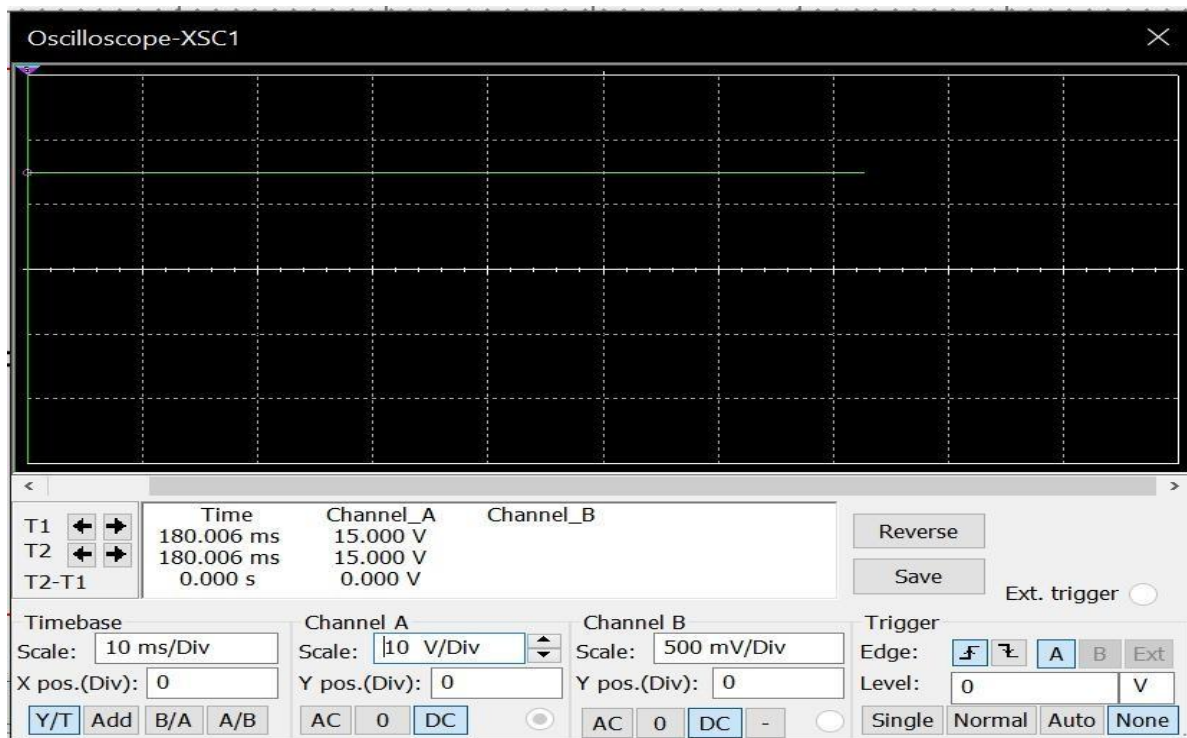 Oscilloscope-XSC1
Time Channel_A Channel_B
T1 180.006 ms 15.000 V
T2 180.006 ms 15.000 V
T2-T1 0.000 s 0.000 V
Reverse
Save
Ext. trigger
Timebase
Scale: 10 ms/Div
X pos.(Div): 0
Y/T Add B/A A/B
Channel A
Scale: 10 V/Div
Y pos.(Div): 0
AC 0 DC
Channel B
Scale: 500 mV/Div
Y pos.(Div): 0
AC 0 DC -
Trigger
Edge: A B Ext
Level: 0 V
Single Normal Auto None